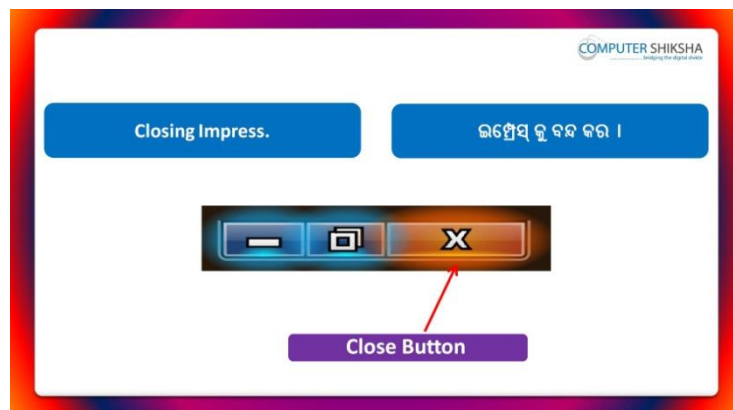 COMPUTER SHIKSHA
bridging the digital divide
Closing Impress.
ଇମ୍ପ୍ରେସ୍ କୁ ବନ୍ଦ କର ।
X
Close Button